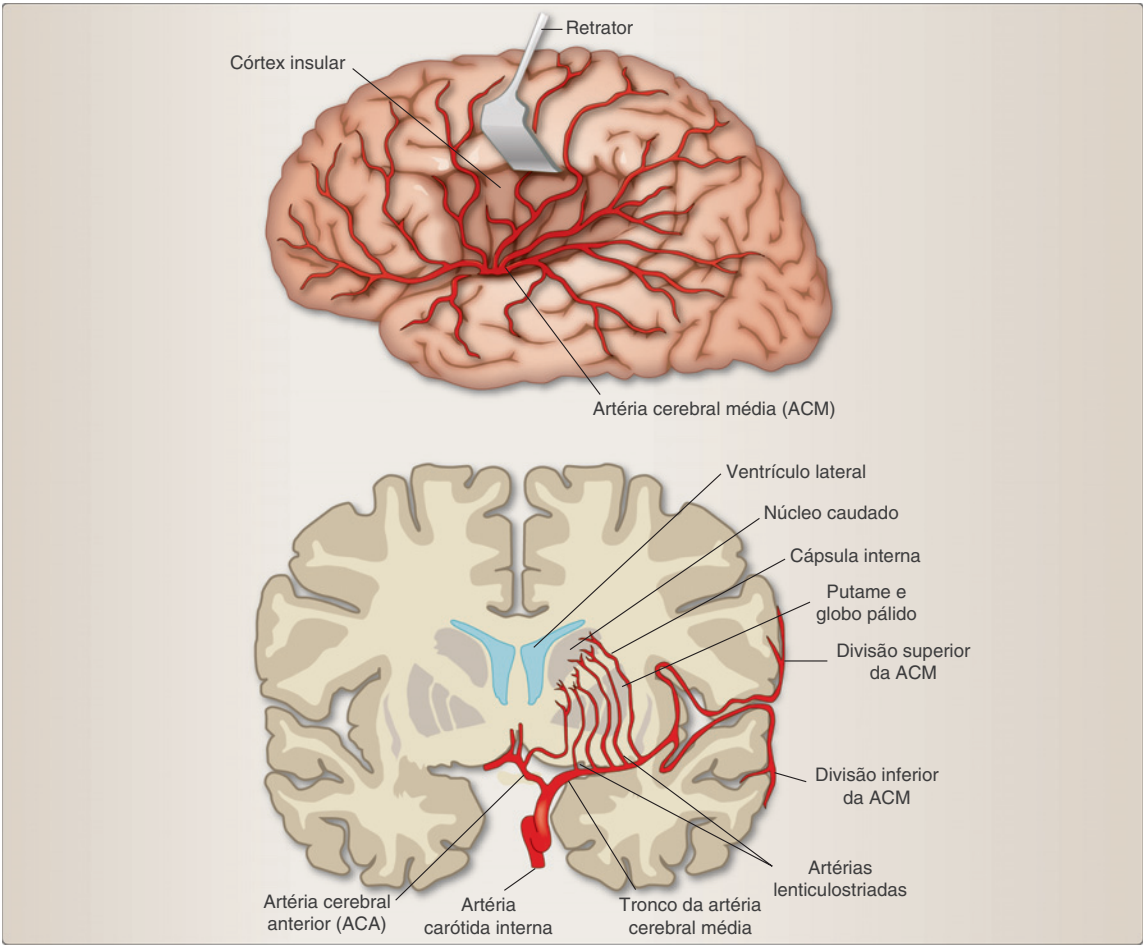 Retrator
Córtex insular
Artéria cerebral média (ACM)
Ventrículo lateral
Núcleo caudado
Cápsula interna
Putame e
globo pálido
Divisão superior
da ACM
Divisão inferior
da ACM
Artérias
lenticulostriadas
Artéria cerebral
anterior (ACA)
Artéria
carótida interna
Tronco da artéria
cerebral média